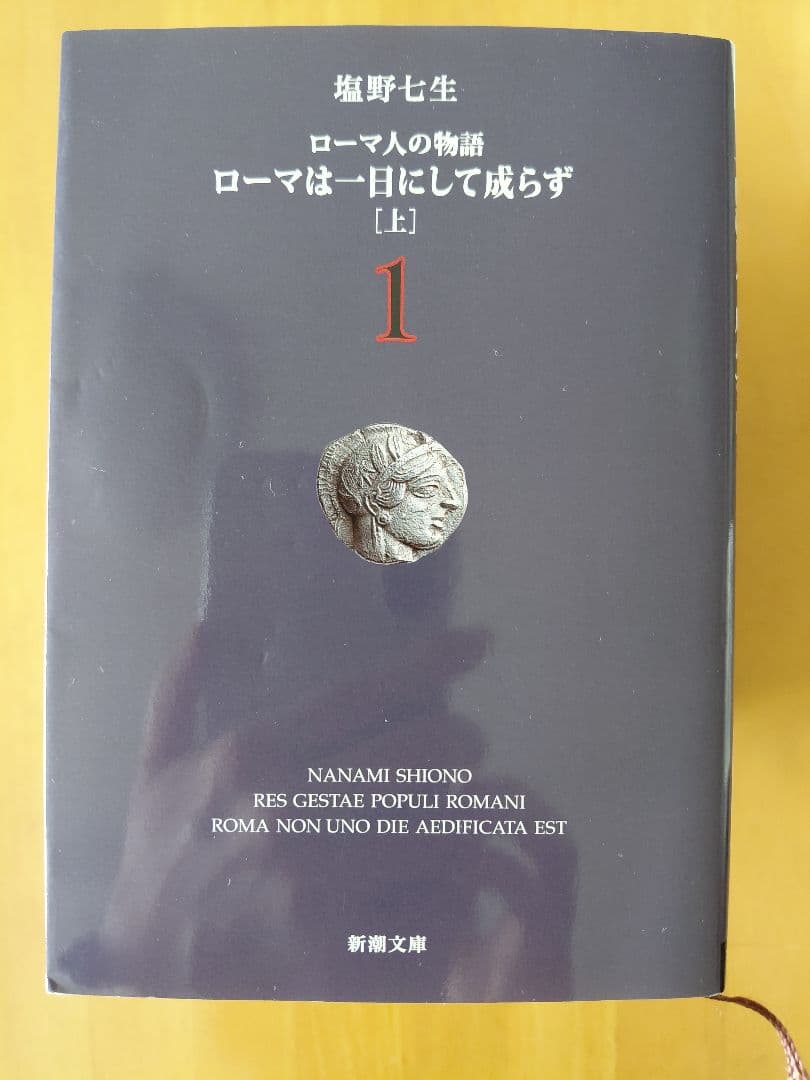 塩野七生
ローマ人の物語
ローマは一日にして成らず
[上]
1
NANAMI SHIONO
RES GESTAE POPULI ROMANI
ROMA NON UNO DIE AEDIFICATA EST
新潮文庫